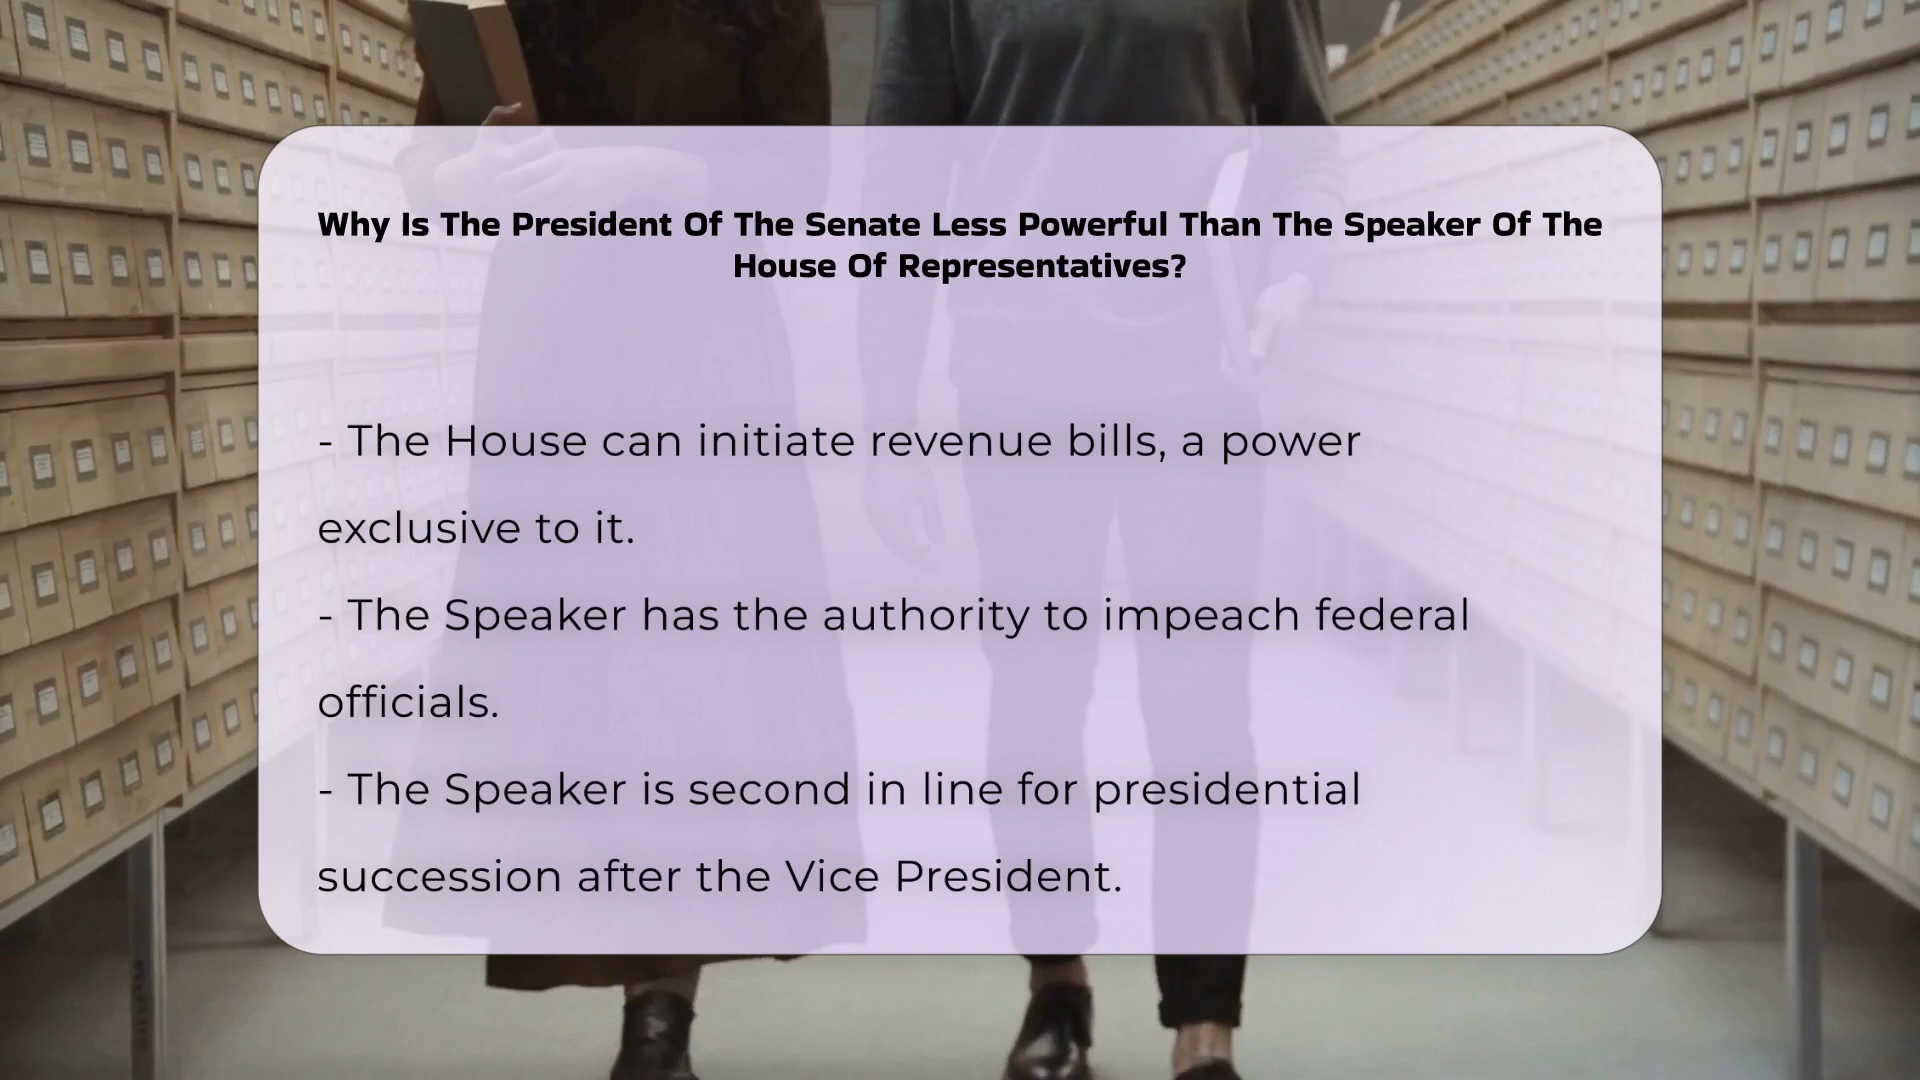 Why Is The President Of The Senate Less Powerful Than The Speaker Of The
House Of Representatives?
- The House can initiate revenue bills, a power
exclusive to it.
- The Speaker has the authority to impeach federal
officials.
- The Speaker is second in line for presidential
succession after the Vice President.